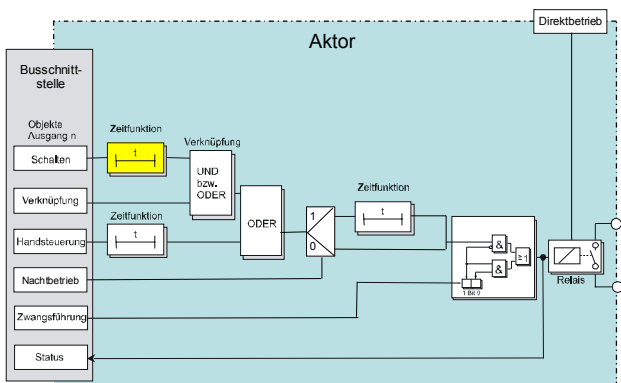 Direktbetrieb
Aktor
Busschnitt-
stelle
Objekte
Ausgang n
Zeitfunktion
Verknüpfung
Schalten
t
UND
bzw.
ODER
Zeitfunktion
Verknüpfung
Zeitfunktion
ODER
1
t
Handsteuerung
t
0
&
≥1
&
Nachtbetrieb
Relais
Zwangsführung
Status